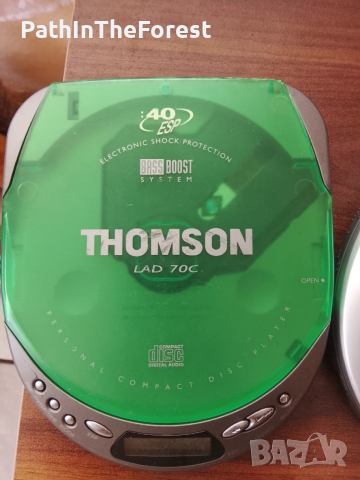 PathInTheForest
:40
ESP
ELECTRONIC SHOCK PROTECTION
BASS BOOST
SYSTEM
THOMSON
LAD 70C
OPEN
PERSONAL COMPACT DISC PLAYER
COMPACT
disc
DIGITAL AUDIO
BAZAR